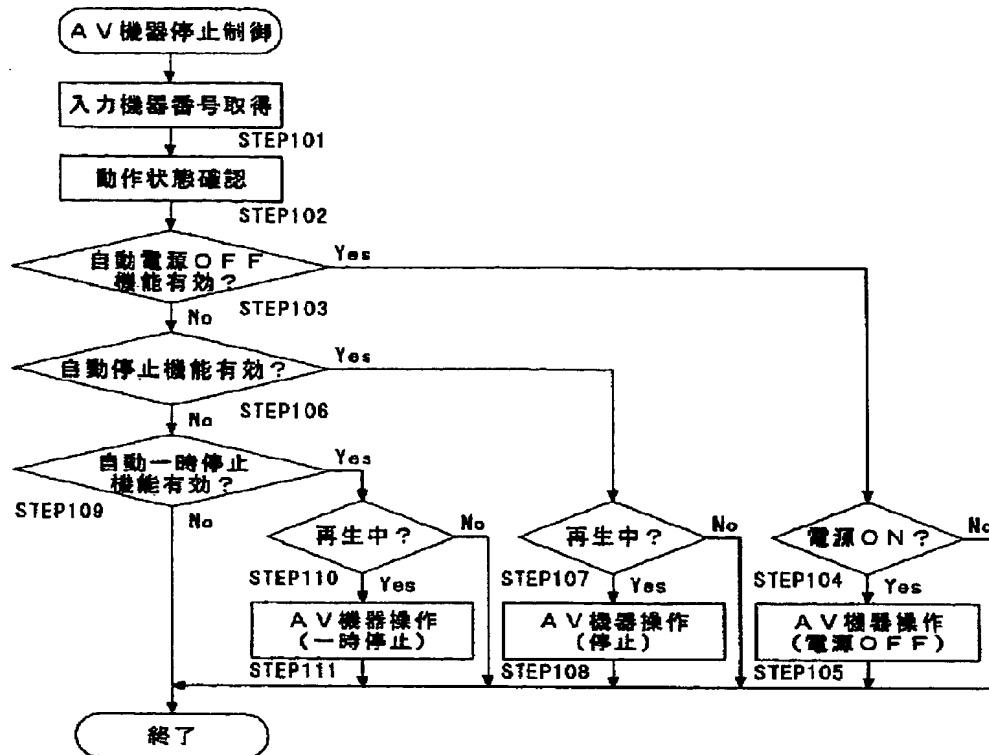 AV機器停止制御
入力機器番号取得
STEP101
動作状態確認
STEP102
自動電源OFF
機能有効?
Yes
STEP103
No
自動停止機能有効?
Yes
STEP106
No
自動一時停止
機能有効?
Yes
STEP109
No
再生中?
No
STEP110
Yes
AV機器操作
(一時停止)
STEP111
再生中?
No
STEP107
Yes
AV機器操作
(停止)
STEP108
電源ON?
No
STEP104
Yes
AV機器操作
(電源OFF)
STEP105
終了